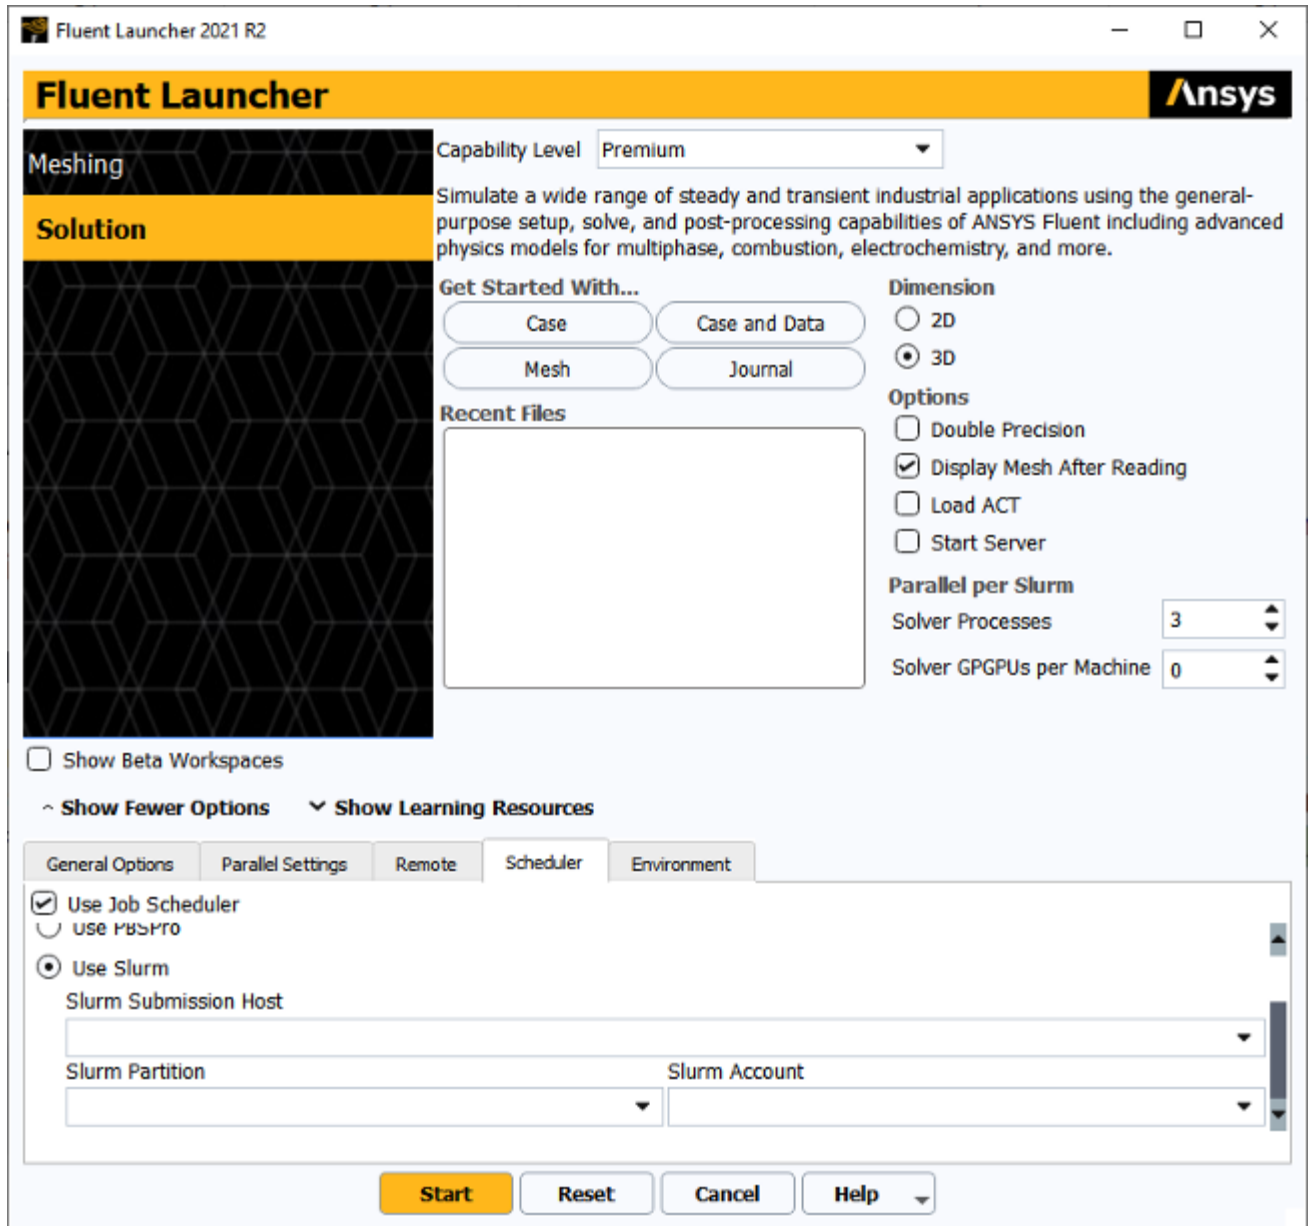 Fluent Launcher 2021 R2
Fluent Launcher
Ansys
Meshing
Solution
Capability Level Premium
Simulate a wide range of steady and transient industrial applications using the general-
purpose setup, solve, and post-processing capabilities of ANSYS Fluent including advanced
physics models for multiphase, combustion, electrochemistry, and more.
Get Started With...
Case
Case and Data
Mesh
Journal
Recent Files
Dimension
2D
3D
Options
Double Precision
Display Mesh After Reading
Load ACT
Start Server
Parallel per Slurm
Solver Processes 3
Solver GPGPUs per Machine 0
Show Beta Workspaces
Show Fewer Options
Show Learning Resources
General Options
Parallel Settings
Remote
Scheduler
Environment
Use Job Scheduler
Use PBSPro
Use Slurm
Slurm Submission Host
Slurm Partition
Slurm Account
Start
Reset
Cancel
Help